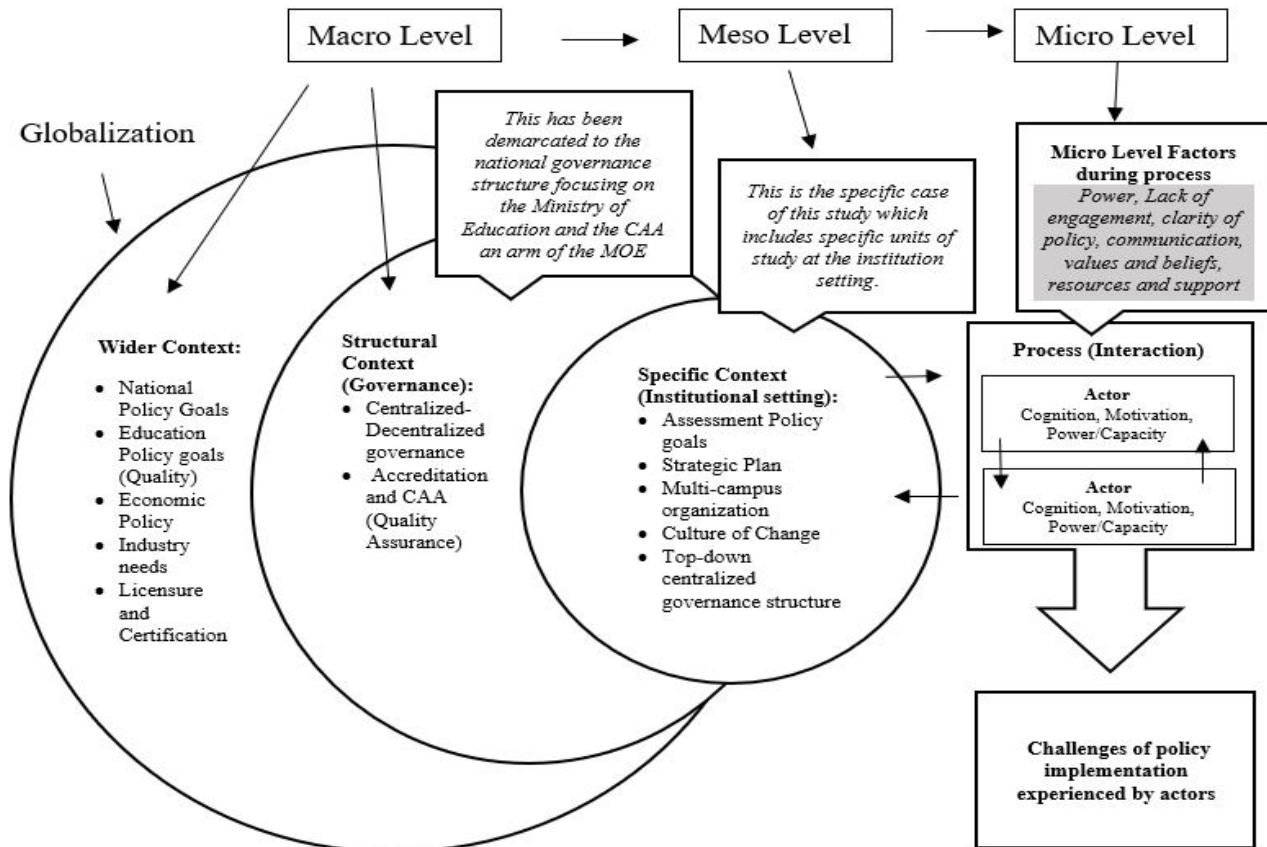 Macro Level
Meso Level
Micro Level
Globalization
This has been
demarcated to the
national governance
structure focusing on
the Ministry of
Education and the CAA
an arm of the MOE
This is the specific case
of this study which
includes specific units of
study at the institution
setting.
Micro Level Factors
during process
Power, Lack of
engagement, clarity of
policy, communication,
values and beliefs,
resources and support
Wider Context:
• National
Policy Goals
• Education
Policy goals
(Quality)
• Economic
Policy
• Industry
needs
• Licensure
and
Certification
Structural
Context
(Governance):
• Centralized-
Decentralized
governance
• Accreditation
and CAA
(Quality
Assurance)
Specific Context
(Institutional setting):
• Assessment Policy
goals
• Strategic Plan
• Multi-campus
organization
• Culture of Change
• Top-down
centralized
governance structure
Process (Interaction)
Actor
Cognition, Motivation,
Power/Capacity
Actor
Cognition, Motivation,
Power/Capacity
Challenges of policy
implementation
experienced by actors